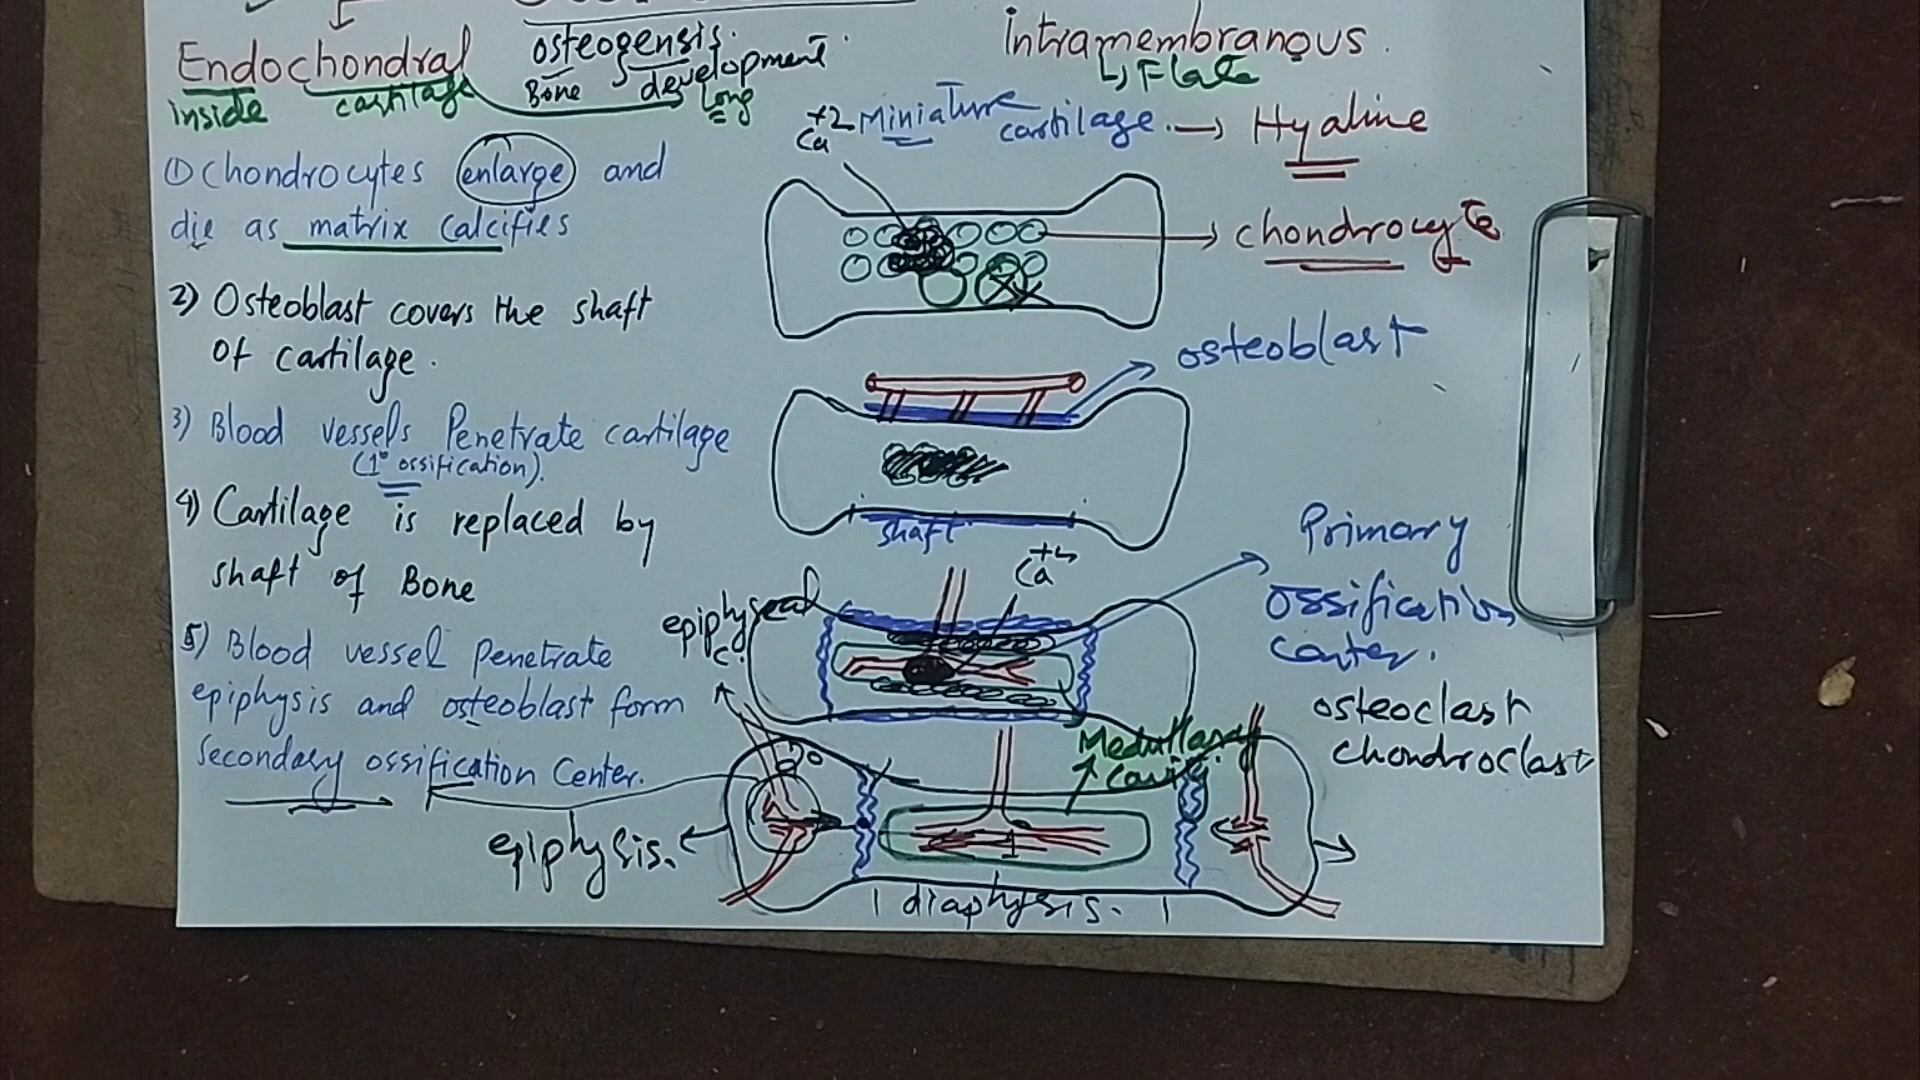 Endochondral
inside cartilage
osteogensis.
Bone development
Long
Intramembranous.
↳ Flate
Ca+2
Miniature cartilage. → Hyaline
chondrocyte
① Chondrocytes enlarge and
die as matrix calcifies
2) Osteoblast covers the shaft
of cartilage.
osteoblast
3) Blood vessels Penetrate cartilage
(1° ossification).
shaft
4) Cartilage is replaced by
shaft of Bone
Ca
Primary
Ossification
Center.
epiphyseal
c.
5) Blood vessel Penetrate
epiphysis and osteoblast form
Secondary ossification Center.
osteoclast
chondroclast
Medullary
Cavity.
2°
1
epiphysis.
diaphysis.